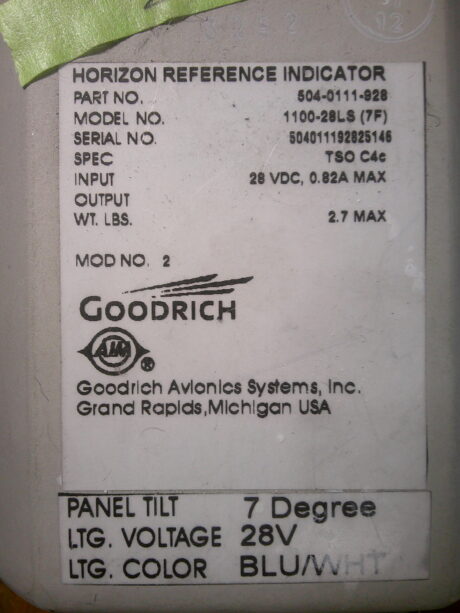 HORIZON REFERENCE INDICATOR
PART NO. 504-0111-928
MODEL NO. 1100-28LS (7F)
SERIAL NO. 504011192825146
SPEC TSO C4c
INPUT 28 VDC, 0.82A MAX
OUTPUT
WT. LBS. 2.7 MAX
MOD NO. 2
GOODRICH
AIM ®
Goodrich Avionics Systems, Inc.
Grand Rapids, Michigan USA
PANEL TILT 7 Degree
LTG. VOLTAGE 28V
LTG. COLOR BLU/WHT